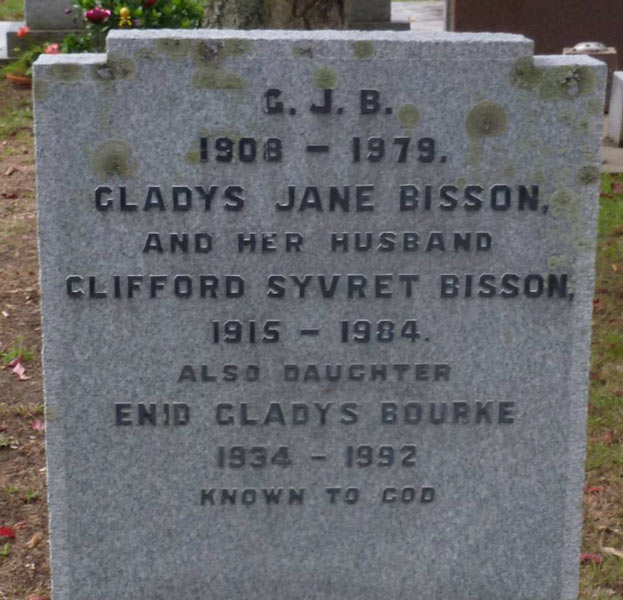 G. J. B.
1908 – 1979.
GLADYS JANE BISSON,
AND HER HUSBAND
CLIFFORD SYVRET BISSON,
1915 – 1984.
ALSO DAUGHTER
ENID GLADYS BOURKE
1934 – 1992
KNOWN TO GOD